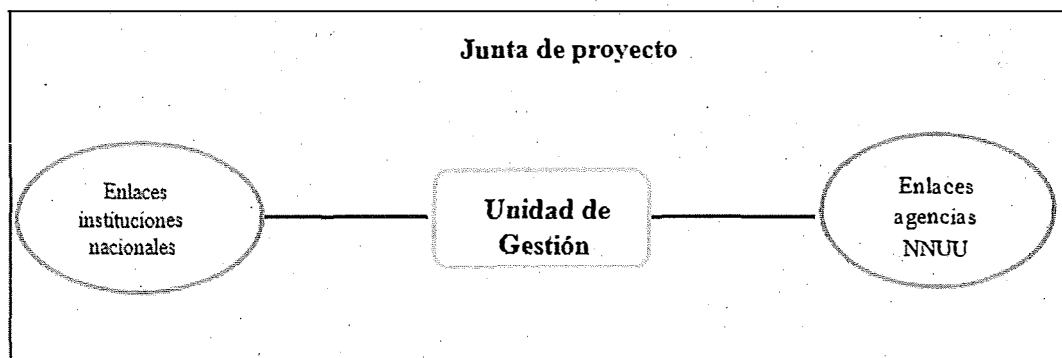 Junta de proyecto
Enlaces
instituciones
nacionales
Unidad de
Gestión
Enlaces
agencias
NNUU